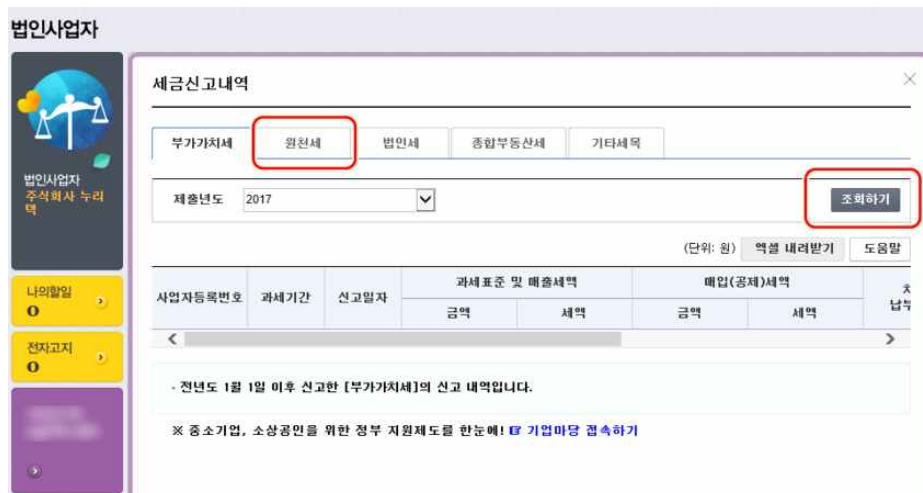 법인사업자
세금신고내역
부가가치세 원천세 법인세 종합부동산세 기타세목
법인사업자
주식회사 누리
텍
제출년도 2017 조회하기
(단위: 원) 엑셀 내려받기 도움말
사업자등록번호 과세기간 신고일자 과세표준 및 매출세액 매입(공제)세액
금액 세액 금액 세액
나의할일
0
전자고지
0
- 전년도 1월 1일 이후 신고한 [부가가치세]의 신고 내역입니다.
※ 중소기업, 소상공인을 위한 정부 지원제도를 한눈에! ☞ 기업마당 접속하기